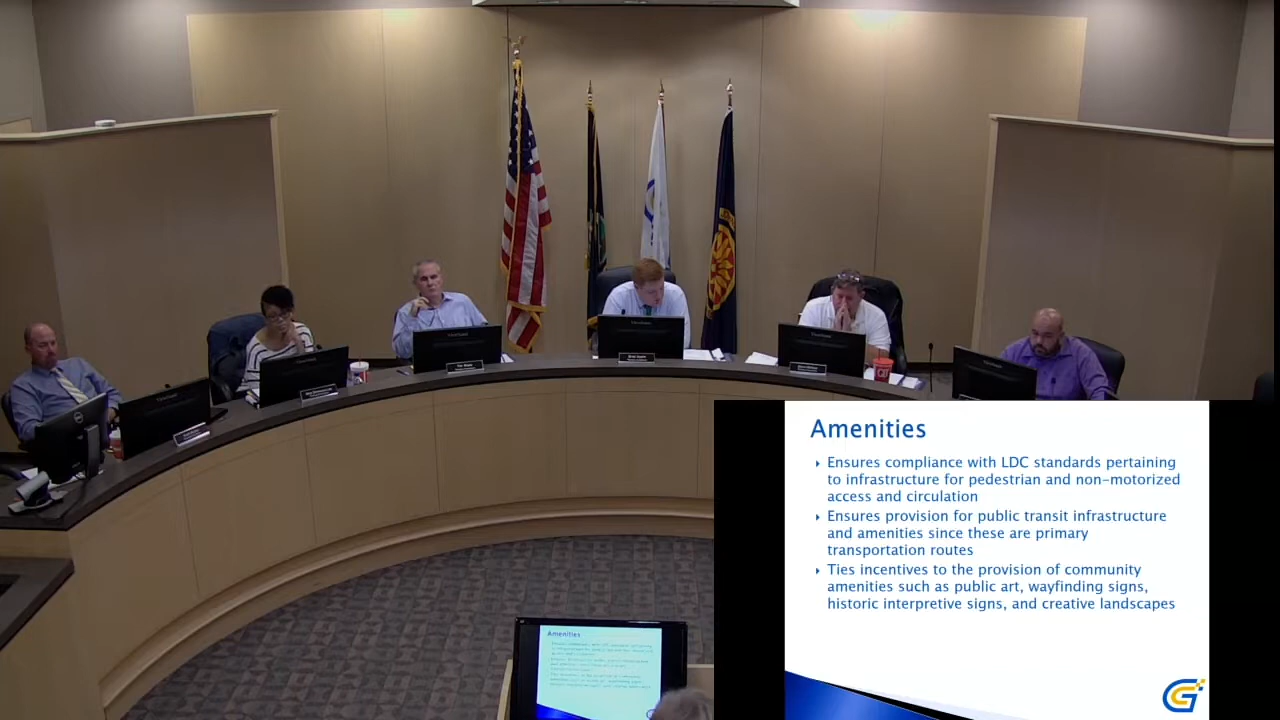 Amenities
Ensures compliance with LDC standards pertaining
to infrastructure for pedestrian and non-motorized
access and circulation
Ensures provision for public transit infrastructure
and amenities since these are primary
transportation routes
Ties incentives to the provision of community
amenities such as public art, wayfinding signs,
historic interpretive signs, and creative landscapes
Amenities